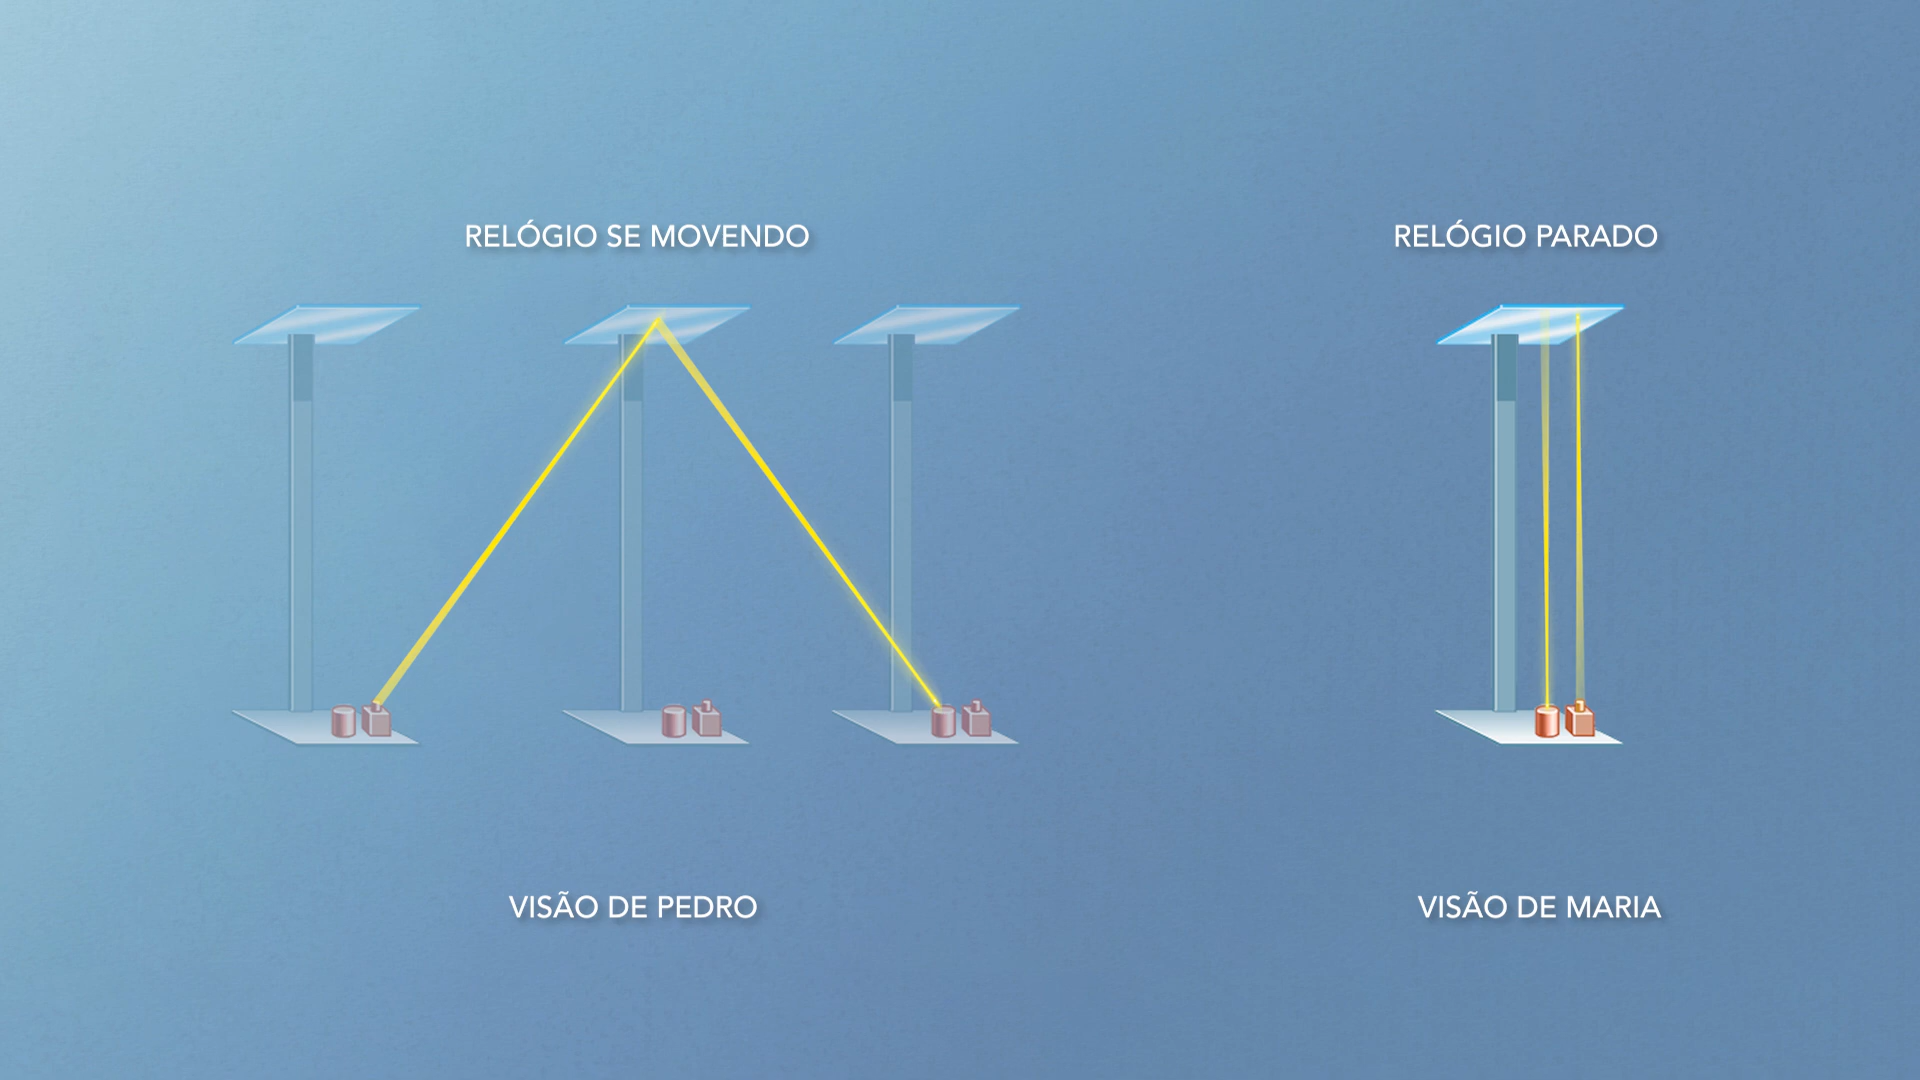 RELÓGIO SE MOVENDO
RELÓGIO PARADO
VISÃO DE PEDRO
VISÃO DE MARIA